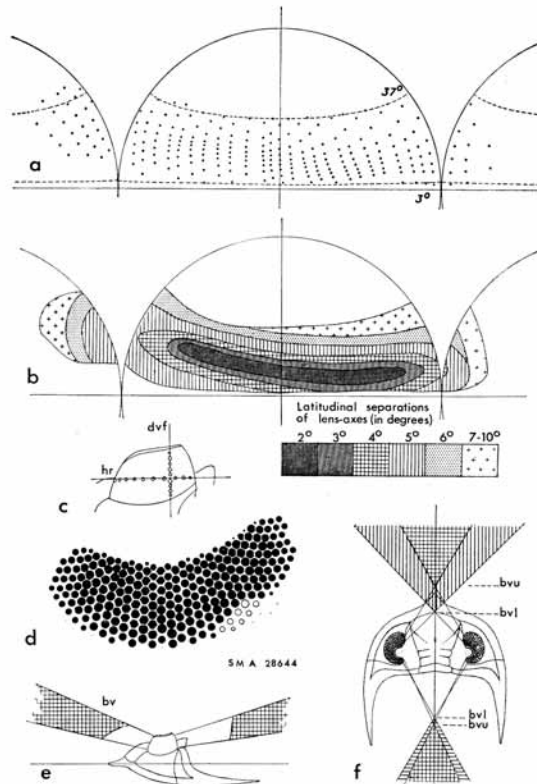 37°
a
3°
b
Latitudinal separations
of lens-axes (in degrees)
2° 3° 4° 5° 6° 7-10°
dvf
hr
c
d
SMA 28644
bvu
bvl
bv
e
bvl
bvu
f